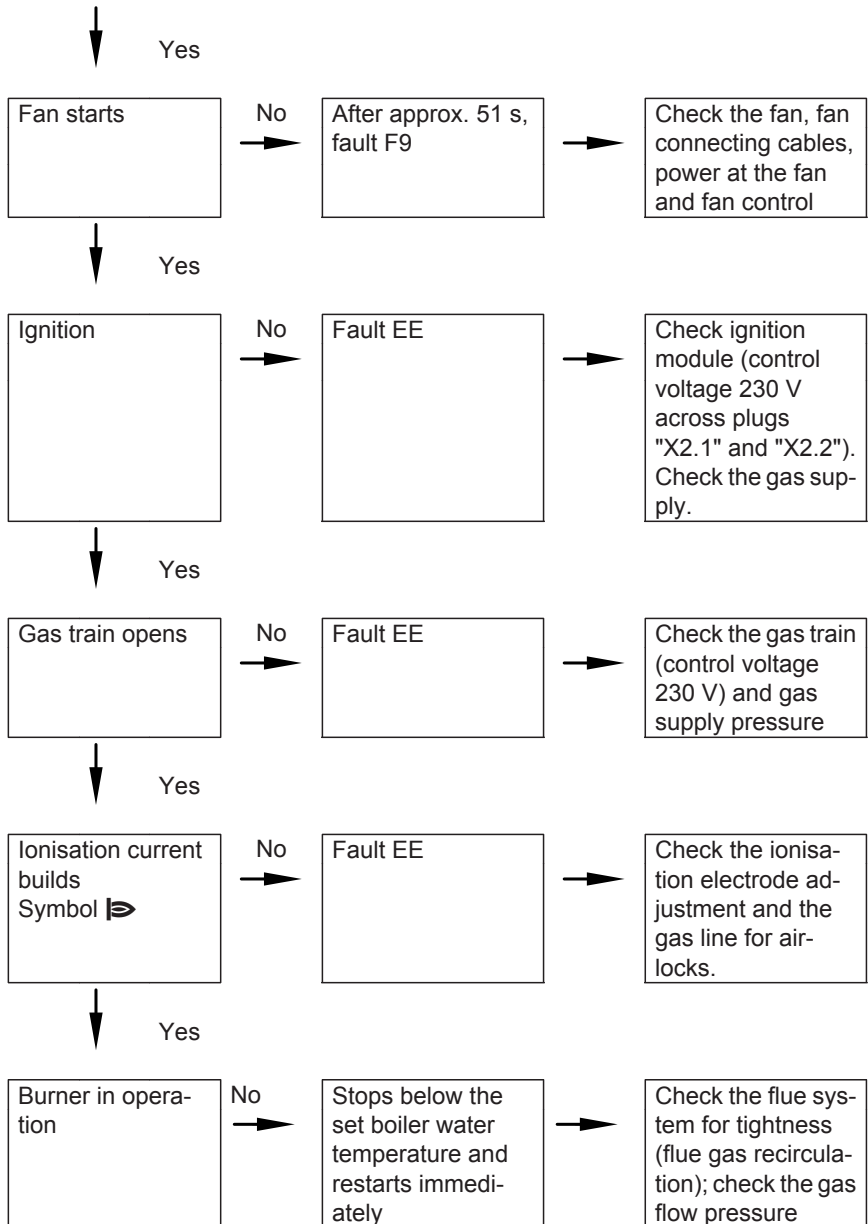 Yes
Fan starts
No
After approx. 51 s,
fault F9
Check the fan, fan
connecting cables,
power at the fan
and fan control
Yes
Ignition
No
Fault EE
Check ignition
module (control
voltage 230 V
across plugs
"X2.1" and "X2.2").
Check the gas sup-
ply.
Yes
Gas train opens
No
Fault EE
Check the gas train
(control voltage
230 V) and gas
supply pressure
Yes
Ionisation current
builds
Symbol
No
Fault EE
Check the ionisa-
tion electrode ad-
justment and the
gas line for air-
locks.
Yes
Burner in opera-
tion
No
Stops below the
set boiler water
temperature and
restarts immedi-
ately
Check the flue sys-
tem for tightness
(flue gas recircula-
tion); check the gas
flow pressure